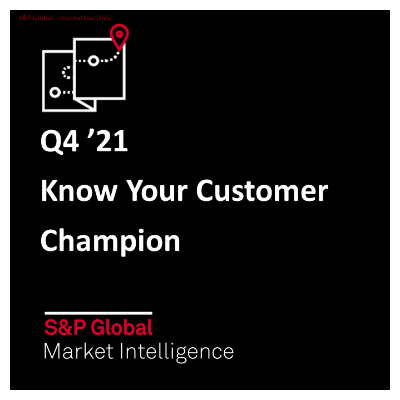 S&P Global - Internal Use Only
Q4 ’21
Know Your Customer
Champion
S&P Global
Market Intelligence